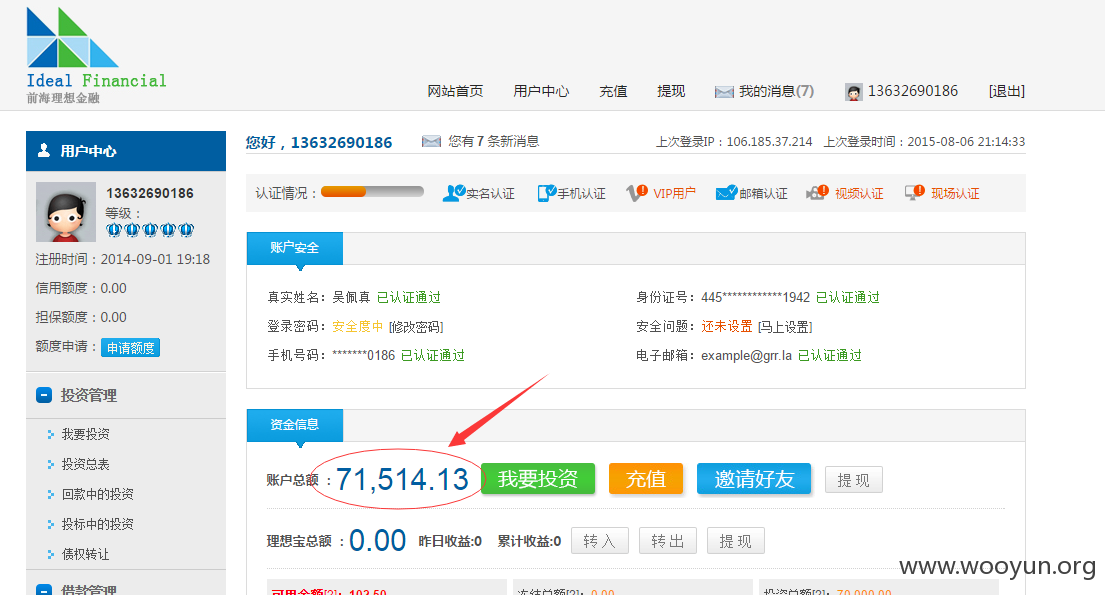 Ideal Financial
前海理想金融
网站首页 用户中心 充值 提现 我的消息(7) 13632690186 [退出]
用户中心
您好，13632690186 您有 7 条新消息 上次登录IP：106.185.37.214 上次登录时间：2015-08-06 21:14:33
13632690186
等级：
注册时间：2014-09-01 19:18
信用额度：0.00
担保额度：0.00
额度申请：申请额度
认证情况： 实名认证 手机认证 VIP用户 邮箱认证 视频认证 现场认证
账户安全
真实姓名：吴佩真 已认证通过 身份证号：445************1942 已认证通过
登录密码：安全度中 [修改密码] 安全问题：还未设置 [马上设置]
手机号码：*******0186 已认证通过 电子邮箱：example@grr.la 已认证通过
投资管理
我要投资
投资总表
回款中的投资
投标中的投资
债权转让
借款管理
资金信息
账户总额：71,514.13 我要投资 充值 邀请好友 提现
理想宝总额：0.00 昨日收益:0 累计收益:0 转入 转出 提现
可用金额[?]：193.50 冻结总额[?]：0.00 投资总额[?]：70,000.00
www.wooyun.org